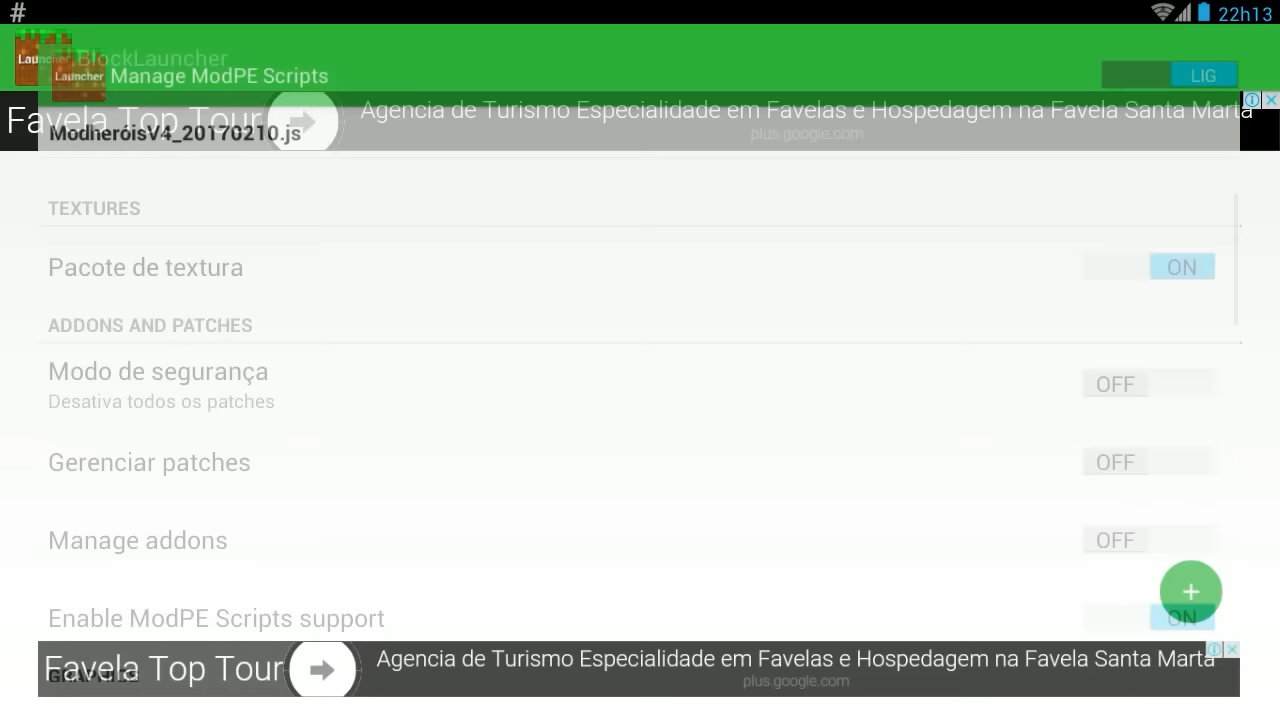 #
22h13
BlockLauncher
Launcher
Launcher
Manage ModPE Scripts
LIG
Favela Top Tour
Agencia de Turismo Especialidade em Favelas e Hospedagem na Favela Santa Marta
plus.google.com
ModheróisV4_20170210.js
TEXTURES
Pacote de textura
ON
ADDONS AND PATCHES
Modo de segurança
Desativa todos os patches
OFF
Gerenciar patches
OFF
Manage addons
OFF
+
Enable ModPE Scripts support
ON
Favela Top Tour
Agencia de Turismo Especialidade em Favelas e Hospedagem na Favela Santa Marta
plus.google.com
GRAPHICS